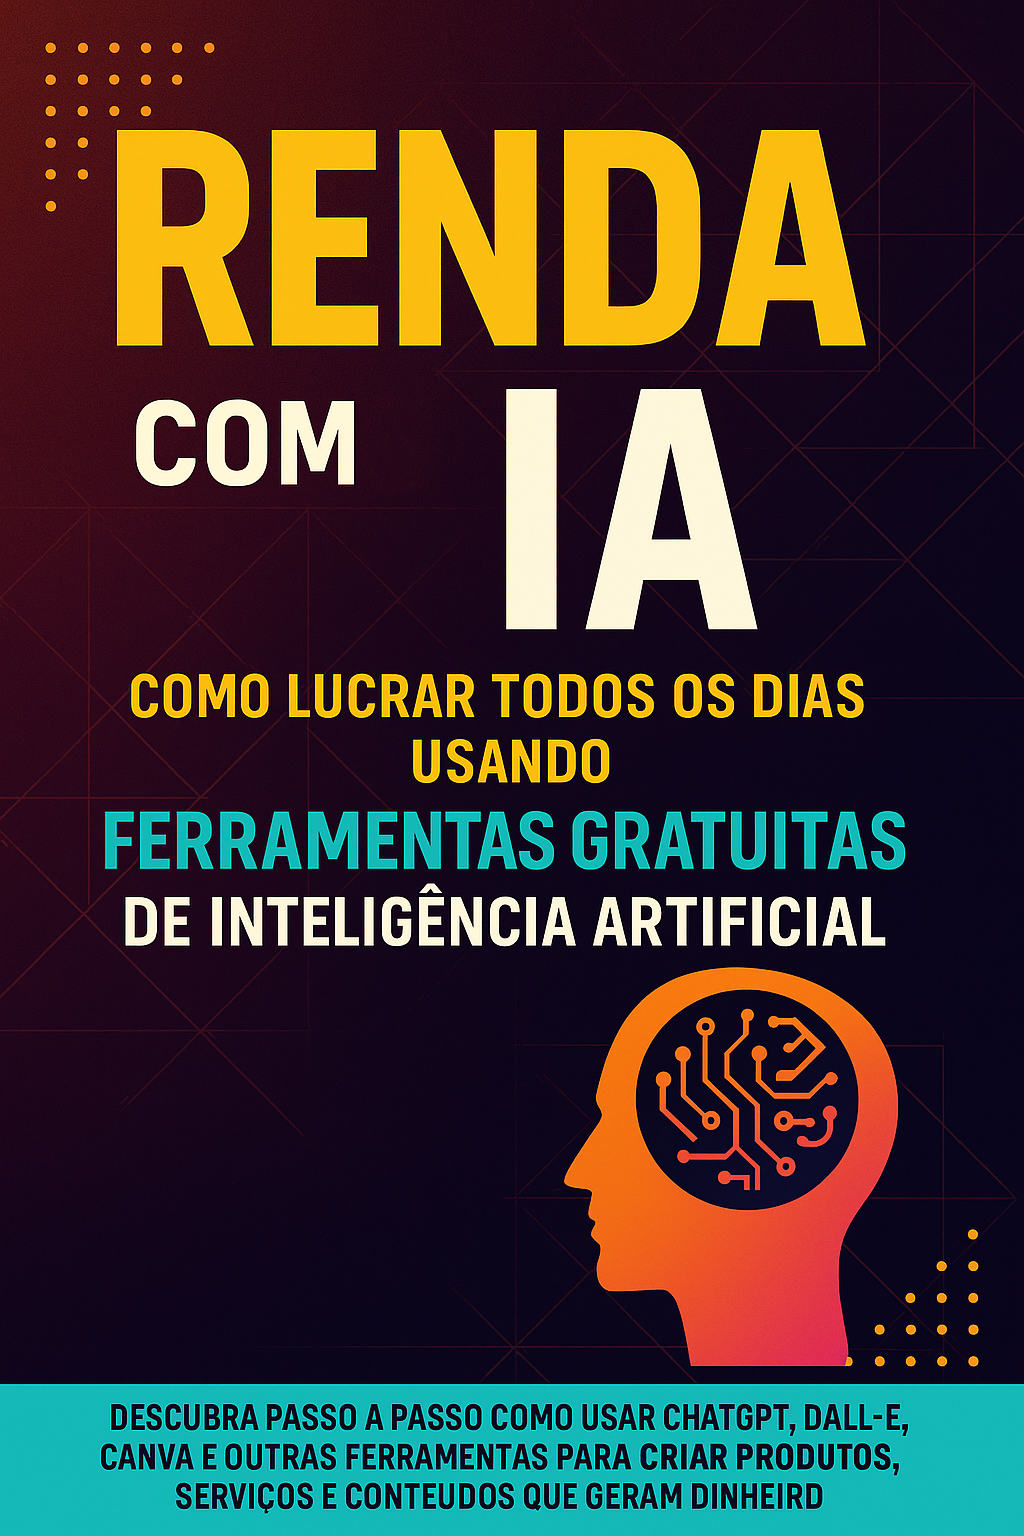 RENDA
COM IA
COMO LUCRAR TODOS OS DIAS
USANDO
FERRAMENTAS GRATUITAS
DE INTELIGÊNCIA ARTIFICIAL
DESCUBRA PASSO A PASSO COMO USAR CHATGPT, DALL-E,
CANVA E OUTRAS FERRAMENTAS PARA CRIAR PRODUTOS,
SERVIÇOS E CONTEUDOS QUE GERAM DINHEIRD